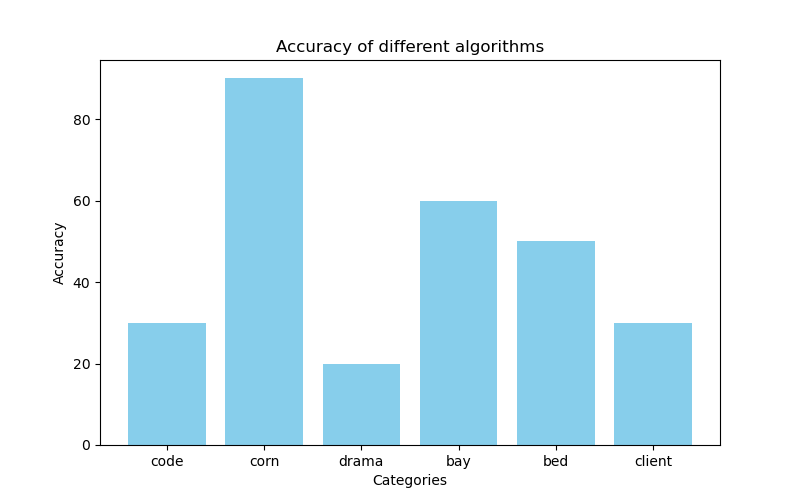 Accuracy of different algorithms
Accuracy
80
60
40
20
0
code corn drama bay bed client
Categories